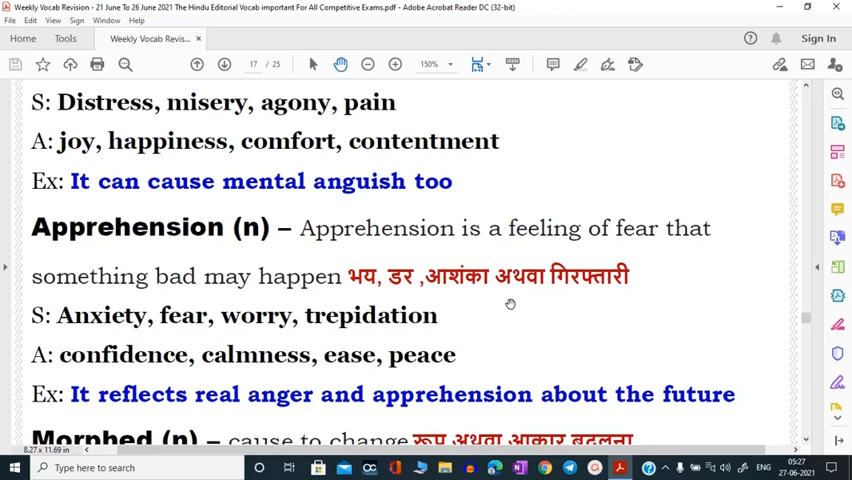 Weekly Vocab Revision - 21 June To 26 June 2021 The Hindu Editorial Vocab important For All Competitive Exams.pdf - Adobe Acrobat Reader DC (32-bit)
File Edit View Sign Window Help
Home Tools Weekly Vocab Revis... × Sign In
17 / 25 150%
S: Distress, misery, agony, pain
A: joy, happiness, comfort, contentment
Ex: It can cause mental anguish too
Apprehension (n) – Apprehension is a feeling of fear that
something bad may happen भय, डर ,आशंका अथवा गिरफ्तारी
S: Anxiety, fear, worry, trepidation
A: confidence, calmness, ease, peace
Ex: It reflects real anger and apprehension about the future
Morphed (n) – cause to change रूप अथवा आकार बदलना
8.27 x 11.69 in
Type here to search ENG 05:27
27-06-2021